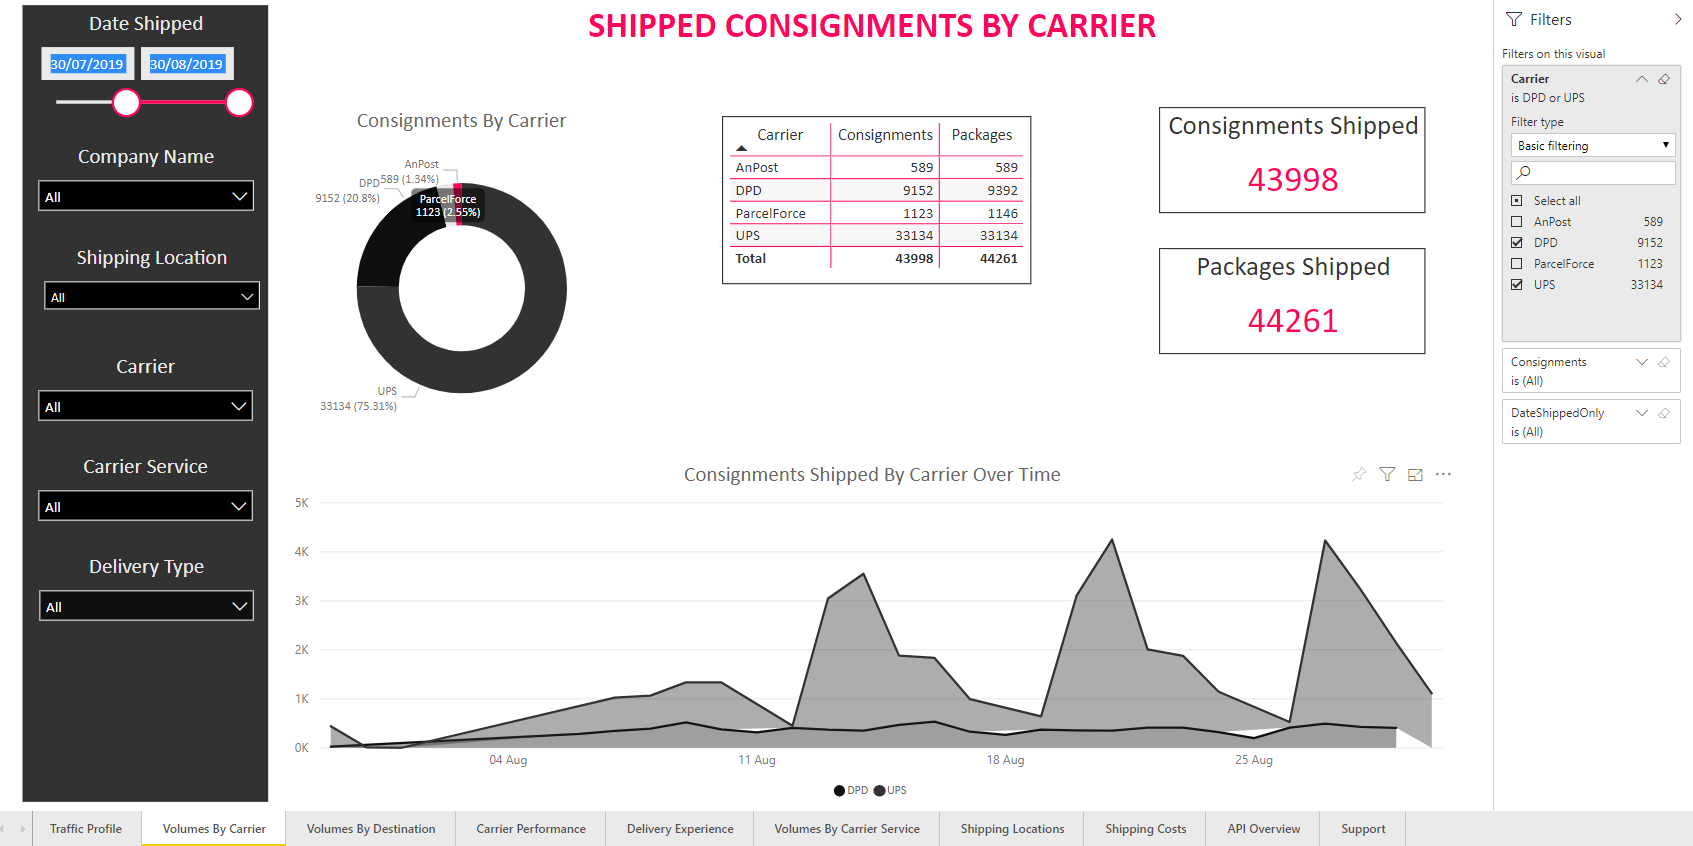 Date Shipped
30/07/2019 30/08/2019
Company Name
All
Shipping Location
All
Carrier
All
Carrier Service
All
Delivery Type
All
SHIPPED CONSIGNMENTS BY CARRIER
Consignments By Carrier
AnPost
589 (1.34%)
DPD
9152 (20.8%)
ParcelForce
1123 (2.55%)
UPS
33134 (75.31%)
Carrier Consignments Packages
AnPost 589 589
DPD 9152 9392
ParcelForce 1123 1146
UPS 33134 33134
Total 43998 44261
Consignments Shipped
43998
Packages Shipped
44261
Consignments Shipped By Carrier Over Time
5K
4K
3K
2K
1K
0K
04 Aug 11 Aug 18 Aug 25 Aug
DPD UPS
Filters
Filters on this visual
Carrier
is DPD or UPS
Filter type
Basic filtering
Select all
AnPost 589
DPD 9152
ParcelForce 1123
UPS 33134
Consignments
is (All)
DateShippedOnly
is (All)
Traffic Profile Volumes By Carrier Volumes By Destination Carrier Performance Delivery Experience Volumes By Carrier Service Shipping Locations Shipping Costs API Overview Support